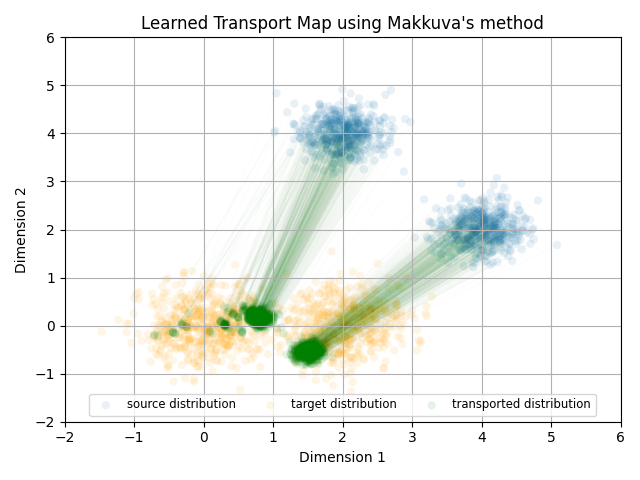 Learned Transport Map using Makkuva's method
6
5
4
3
2
1
0
−1
−2
Dimension 2
source distribution target distribution transported distribution
−2 −1 0 1 2 3 4 5 6
Dimension 1